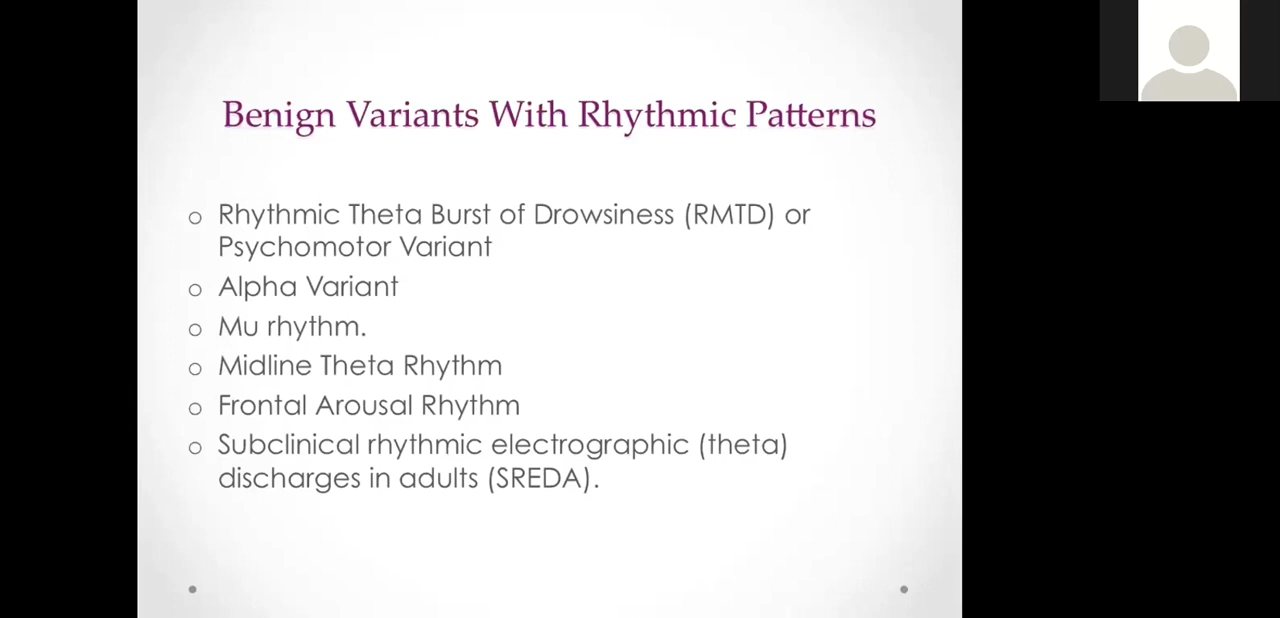 Benign Variants With Rhythmic Patterns
Rhythmic Theta Burst of Drowsiness (RMTD) or
Psychomotor Variant
Alpha Variant
Mu rhythm.
Midline Theta Rhythm
Frontal Arousal Rhythm
Subclinical rhythmic electrographic (theta)
discharges in adults (SREDA).